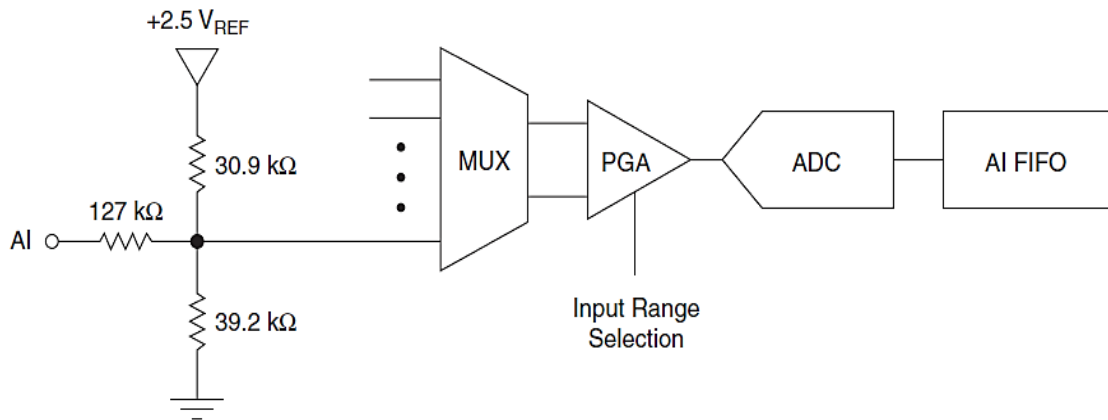 +2.5 VREF
30.9 kΩ
127 kΩ
AI
39.2 kΩ
MUX
PGA
ADC
AI FIFO
Input Range
Selection